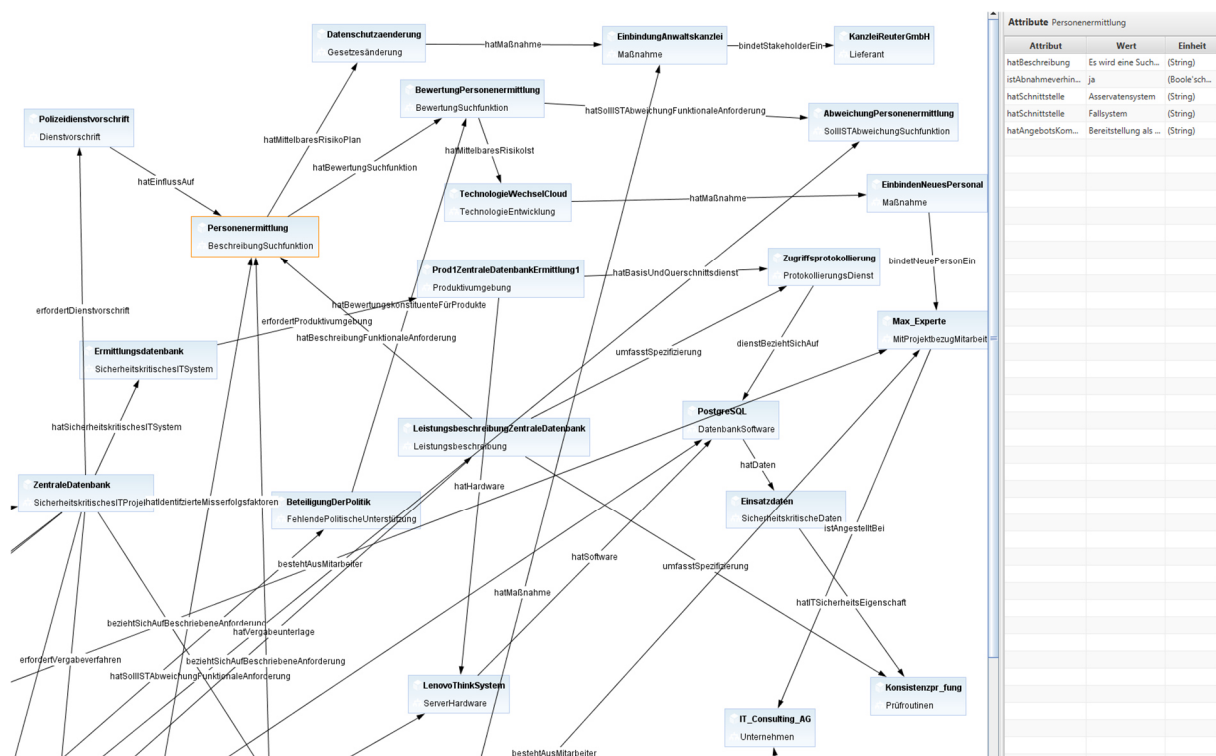 Datenschutzaenderung
Gesetzesänderung
hatMaßnahme
EinbindungAnwaltskanzlei
Maßnahme
bindetStakeholderEin
KanzleiReuterGmbH
Lieferant
Attribute Personenermittlung
Attribut Wert Einheit
hatBeschreibung Es wird eine Such... (String)
istAbnahmeverhin... ja (Boole'sch...
hatSchnittstelle Asservatensystem (String)
hatSchnittstelle Fallsystem (String)
hatAngebotsKom... Bereitstellung als ... (String)
BewertungPersonenermittlung
BewertungSuchfunktion
hatSollISTAbweichungFunktionaleAnforderung
AbweichungPersonenermittlung
SollISTAbweichungSuchfunktion
Polizeidienstvorschrift
Dienstvorschrift
hatMittelbaresRisikoPlan
hatMittelbaresRisikoIst
hatBewertungSuchfunktion
hatEinflussAuf
TechnologieWechselCloud
TechnologieEntwicklung
hatMaßnahme
EinbindenNeuesPersonal
Maßnahme
Personenermittlung
BeschreibungSuchfunktion
bindetNeuePersonEin
Prod1ZentraleDatenbankErmittlung1
Produktivumgebung
hatBasisUndQuerschnittsdienst
Zugriffsprotokollierung
ProtokollierungsDienst
hatBewertungskonstituenteFürProdukte
erfordertDienstvorschrift
erfordertProduktivumgebung
hatBeschreibungFunktionaleAnforderung
Max_Experte
MitProjektbezugMitarbeit
Ermittlungsdatenbank
SicherheitskritischesITSystem
umfasstSpezifizierung
dienstBeziehtSichAuf
PostgreSQL
DatenbankSoftware
LeistungsbeschreibungZentraleDatenbank
Leistungsbeschreibung
hatSicherheitskritischesITSystem
hatDaten
ZentraleDatenbank
SicherheitskritischesITProje
hatIdentifizierteMisserfolgsfaktoren
hatHardware
BeteiligungDerPolitik
FehlendePolitischeUnterstützung
Einsatzdaten
SicherheitskritischeDaten
istAngestelltBei
hatSoftware
bestehtAusMitarbeiter
umfasstSpezifizierung
hatMaßnahme
hatITSicherheitsEigenschaft
beziehtSichAufBeschriebeneAnforderung
hatVergabeunterlage
erfordertVergabeverfahren
beziehtSichAufBeschriebeneAnforderung
hatSollISTAbweichungFunktionaleAnforderung
LenovoThinkSystem
ServerHardware
Konsistenzpr_fung
Prüfroutinen
IT_Consulting_AG
Unternehmen
bestehtAusMitarbeiter